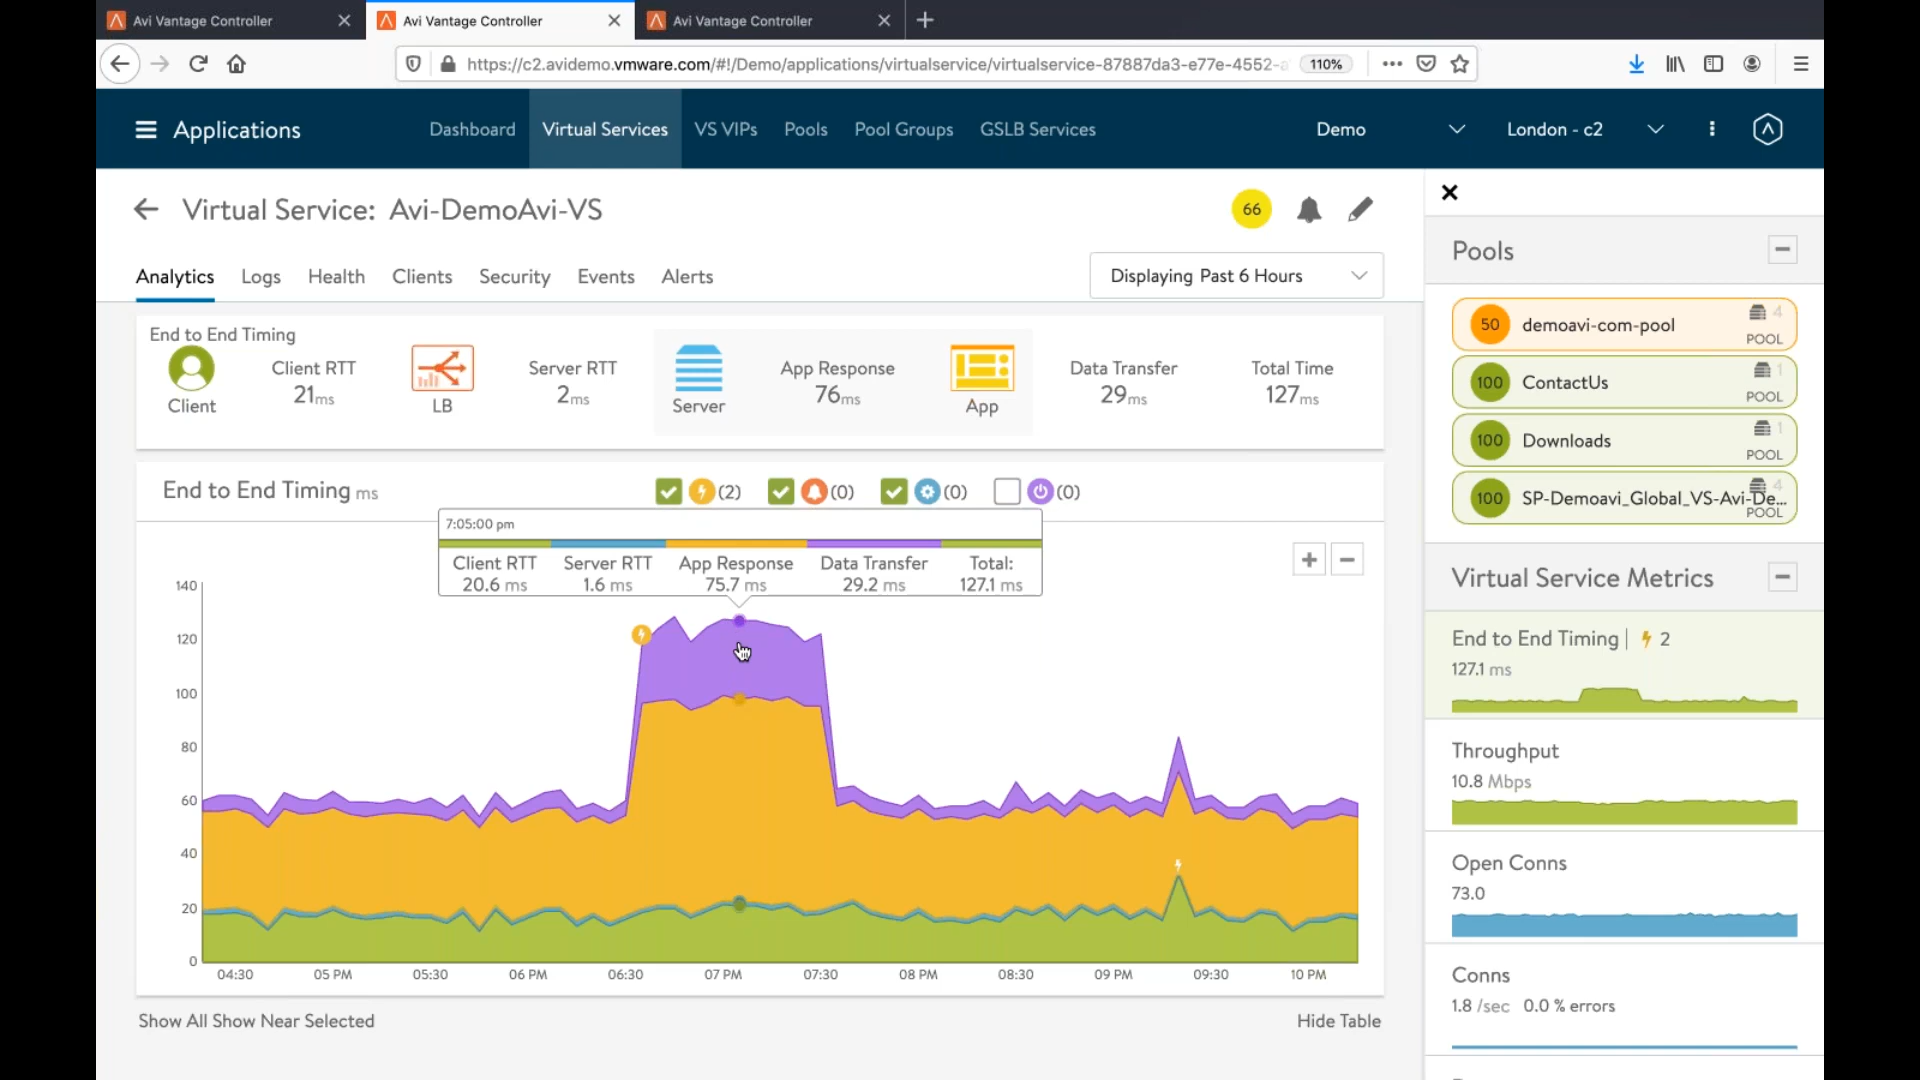 Avi Vantage Controller
Avi Vantage Controller
Avi Vantage Controller
https://c2.avidemo.vmware.com/#!/Demo/applications/virtualservice/virtualservice-87887da3-e77e-4552-a
110%
Applications
Dashboard
Virtual Services
VS VIPs
Pools
Pool Groups
GSLB Services
Demo
London - c2
Virtual Service: Avi-DemoAvi-VS
66
Analytics
Logs
Health
Clients
Security
Events
Alerts
Displaying Past 6 Hours
End to End Timing
Client
Client RTT
21ms
LB
Server RTT
2ms
Server
App Response
76ms
App
Data Transfer
29ms
Total Time
127ms
End to End Timing ms
(2)
(0)
(0)
(0)
7:05:00 pm
Client RTT
20.6 ms
Server RTT
1.6 ms
App Response
75.7 ms
Data Transfer
29.2 ms
Total:
127.1 ms
140
120
100
80
60
40
20
0
04:30
05 PM
05:30
06 PM
06:30
07 PM
07:30
08 PM
08:30
09 PM
09:30
10 PM
Show All Show Near Selected
Hide Table
Pools
50 demoavi-com-pool 4
POOL
100 ContactUs 1
POOL
100 Downloads 1
POOL
100 SP-Demoavi_Global_VS-Avi-De... 4
POOL
Virtual Service Metrics
End to End Timing | 2
127.1 ms
Throughput
10.8 Mbps
Open Conns
73.0
Conns
1.8 /sec 0.0 % errors